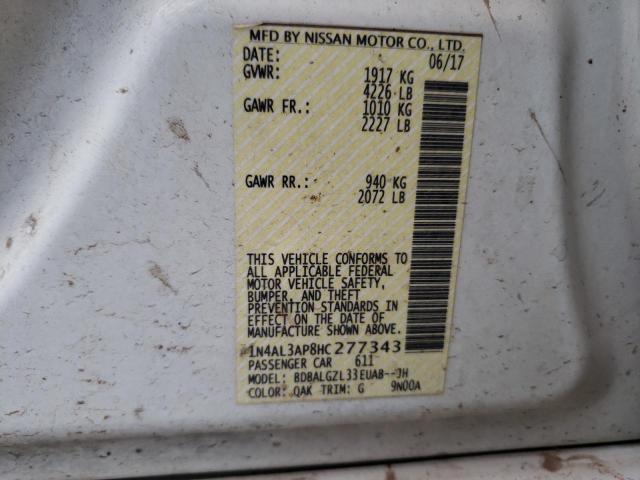 MFD BY NISSAN MOTOR CO., LTD.
DATE: 06/17
GVWR: 1917 KG
4226 LB
GAWR FR.: 1010 KG
2227 LB
GAWR RR.: 940 KG
2072 LB
THIS VEHICLE CONFORMS TO
ALL APPLICABLE FEDERAL
MOTOR VEHICLE SAFETY,
BUMPER, AND THEFT
PREVENTION STANDARDS IN
EFFECT ON THE DATE OF
MANUFACTURE SHOWN ABOVE.
1N4AL3AP8HC277343
PASSENGER CAR 611
MODEL: BDBALGZL33EUAB--JH
COLOR: QAK TRIM: G 9N00A